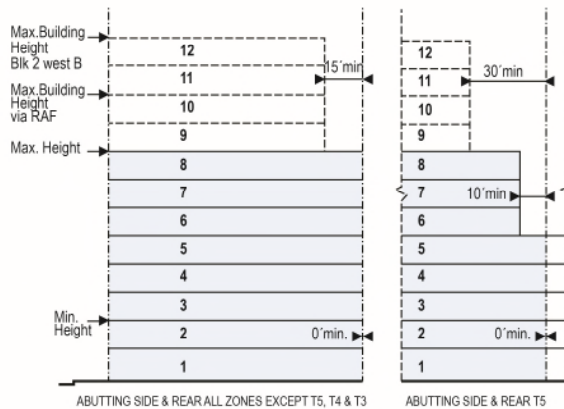 Max.Building
Height
Blk 2 west B
Max.Building
Height
via RAF
Max. Height
Min.
Height
12
11
10
9
8
7
6
5
4
3
2
1
15´min
0´min.
ABUTTING SIDE & REAR ALL ZONES EXCEPT T5, T4 & T3
12
11
10
9
8
7
6
5
4
3
2
1
30´min
10´min
0´min.
ABUTTING SIDE & REAR T5